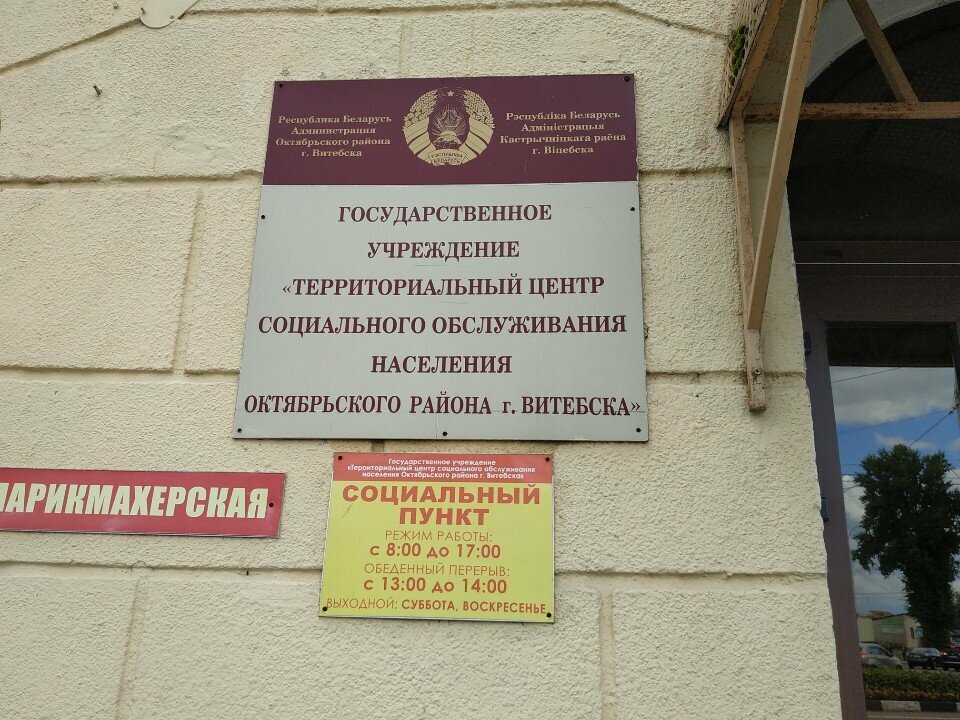 Республика Беларусь
Администрация
Октябрьского района
г. Витебска
Рэспубліка Беларусь
Адміністрацыя
Кастрычніцкага раёна
г. Віцебска
РЭСПУБЛІКА
БЕЛАРУСЬ
ГОСУДАРСТВЕННОЕ
УЧРЕЖДЕНИЕ
«ТЕРРИТОРИАЛЬНЫЙ ЦЕНТР
СОЦИАЛЬНОГО ОБСЛУЖИВАНИЯ
НАСЕЛЕНИЯ
ОКТЯБРЬСКОГО РАЙОНА г. ВИТЕБСКА»
ПАРИКМАХЕРСКАЯ
Государственное учреждение
«Территориальный центр социального обслуживания
населения Октябрьского района г. Витебска»
СОЦИАЛЬНЫЙ
ПУНКТ
РЕЖИМ РАБОТЫ:
с 8:00 до 17:00
ОБЕДЕННЫЙ ПЕРЕРЫВ:
с 13:00 до 14:00
ВЫХОДНОЙ: СУББОТА, ВОСКРЕСЕНЬЕ